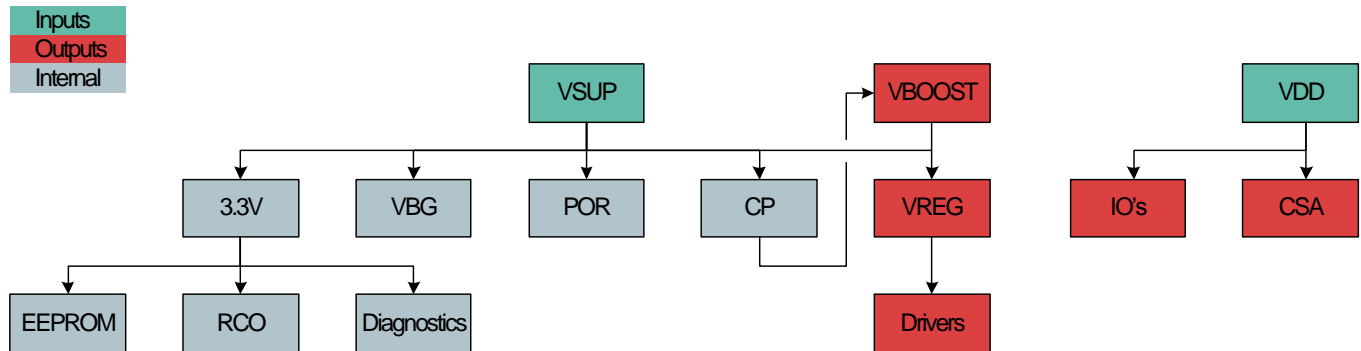 Inputs
Outputs
Internal
VSUP
VBOOST
VDD
3.3V
VBG
POR
CP
VREG
IO's
CSA
EEPROM
RCO
Diagnostics
Drivers